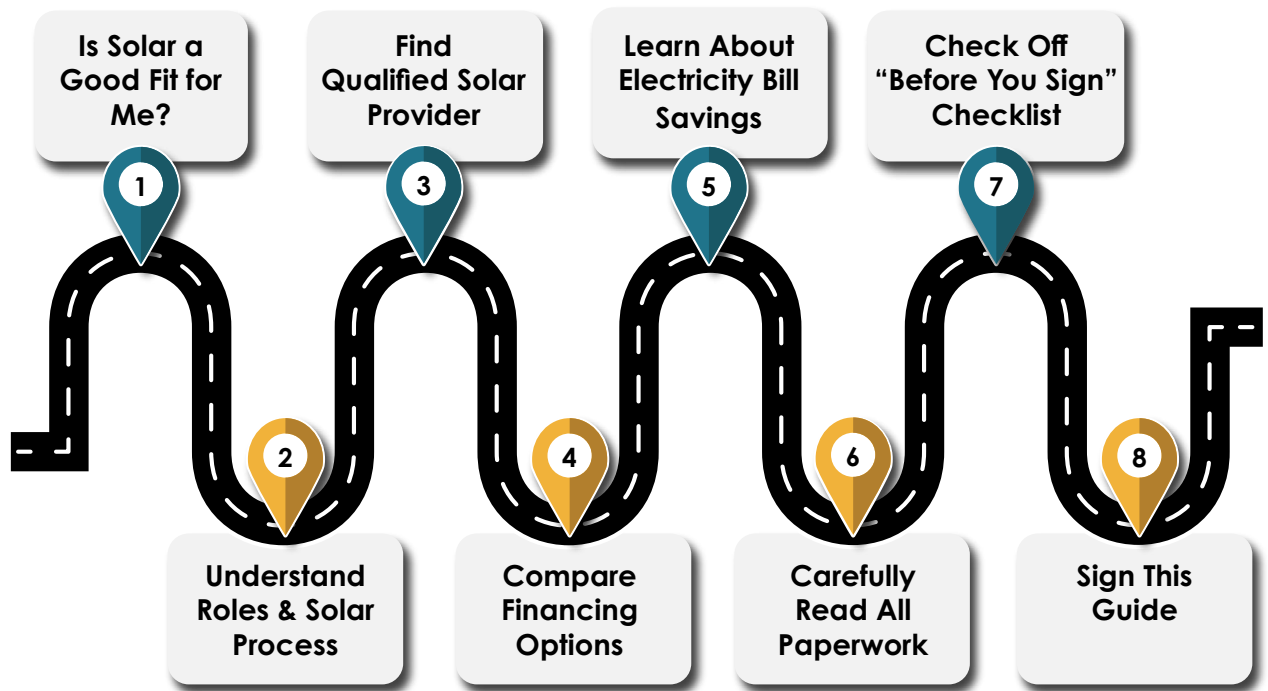 Is Solar a
Good Fit for
Me?
1
Understand
Roles & Solar
Process
2
Find
Qualified Solar
Provider
3
Compare
Financing
Options
4
Learn About
Electricity Bill
Savings
5
Carefully
Read All
Paperwork
6
Check Off
“Before You Sign”
Checklist
7
Sign This
Guide
8